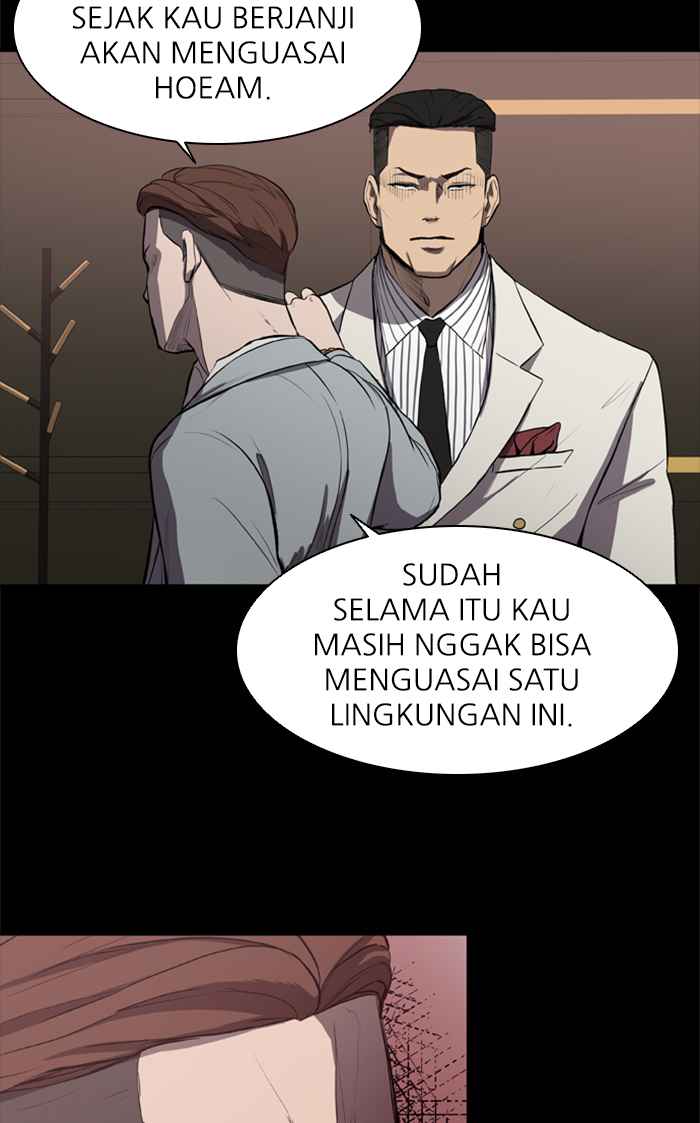 SEJAK KAU BERJANJI
AKAN MENGUASAI
HOEAM.
SUDAH
SELAMA ITU KAU
MASIH NGGAK BISA
MENGUASAI SATU
LINGKUNGAN INI.